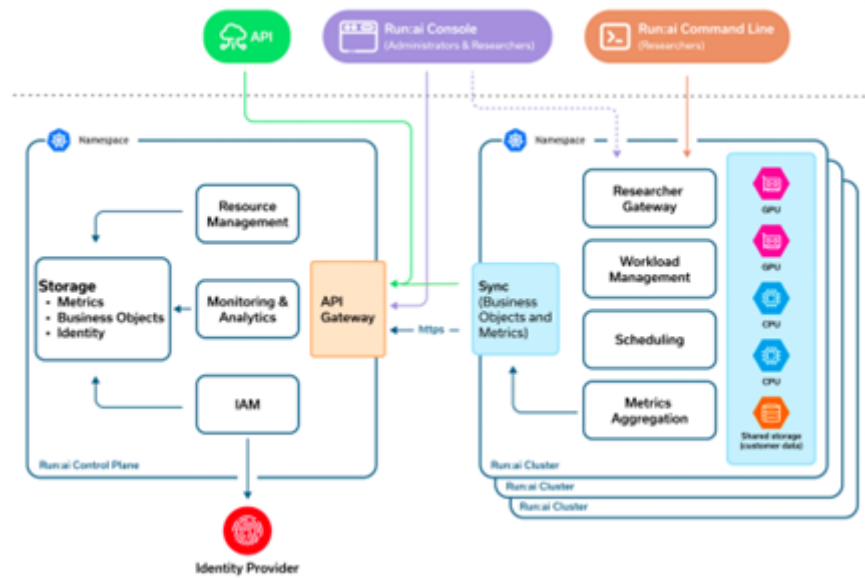 API
Run:ai Console
(Administrators & Researchers)
Run:ai Command Line
(Researchers)
Namespace
Resource
Management
Storage
• Metrics
• Business Objects
• Identity
Monitoring &
Analytics
IAM
API
Gateway
Run:ai Control Plane
Identity Provider
https
Namespace
Sync
(Business
Objects and
Metrics)
Researcher
Gateway
Workload
Management
Scheduling
Metrics
Aggregation
GPU
GPU
CPU
CPU
Shared storage
(customer data)
Run:ai Cluster
Run:ai Cluster
Run:ai Cluster